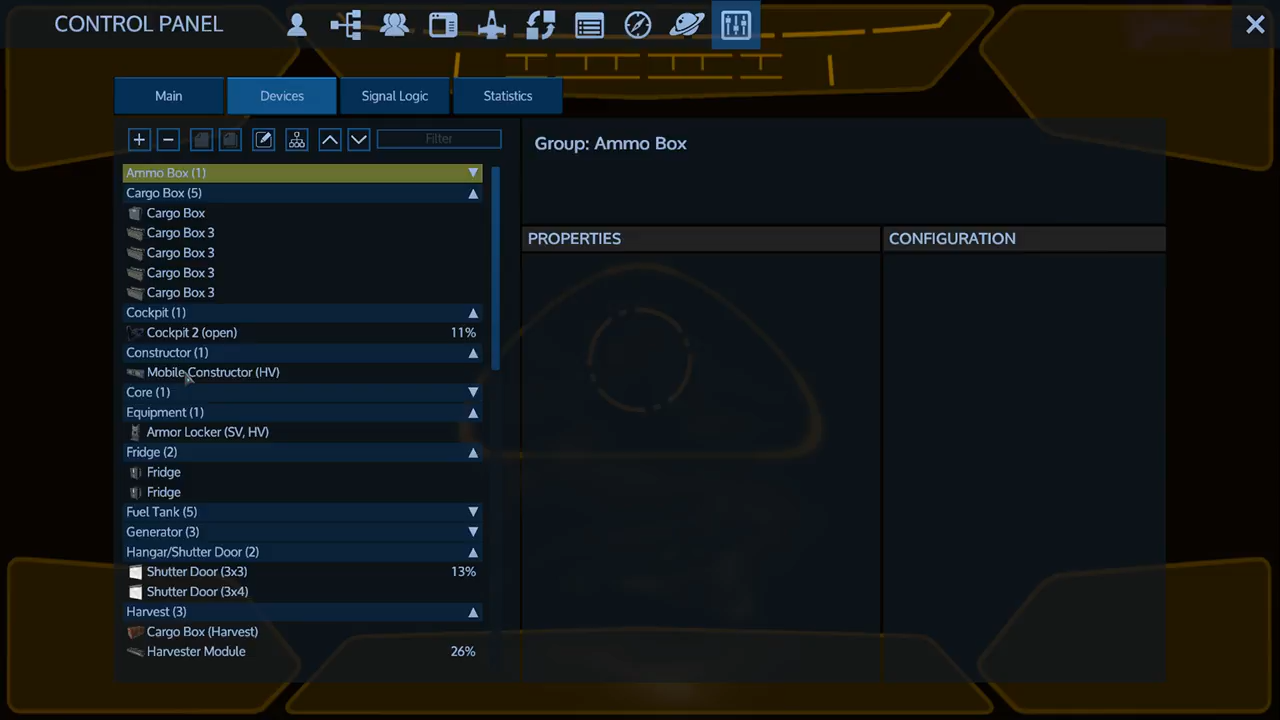 CONTROL PANEL
Main
Devices
Signal Logic
Statistics
Filter
Group: Ammo Box
Ammo Box (1)
Cargo Box (5)
Cargo Box
Cargo Box 3
Cargo Box 3
Cargo Box 3
Cargo Box 3
Cockpit (1)
Cockpit 2 (open) 11%
Constructor (1)
Mobile Constructor (HV)
Core (1)
Equipment (1)
Armor Locker (SV, HV)
Fridge (2)
Fridge
Fridge
Fuel Tank (5)
Generator (3)
Hangar/Shutter Door (2)
Shutter Door (3x3) 13%
Shutter Door (3x4)
Harvest (3)
Cargo Box (Harvest)
Harvester Module 26%
PROPERTIES
CONFIGURATION